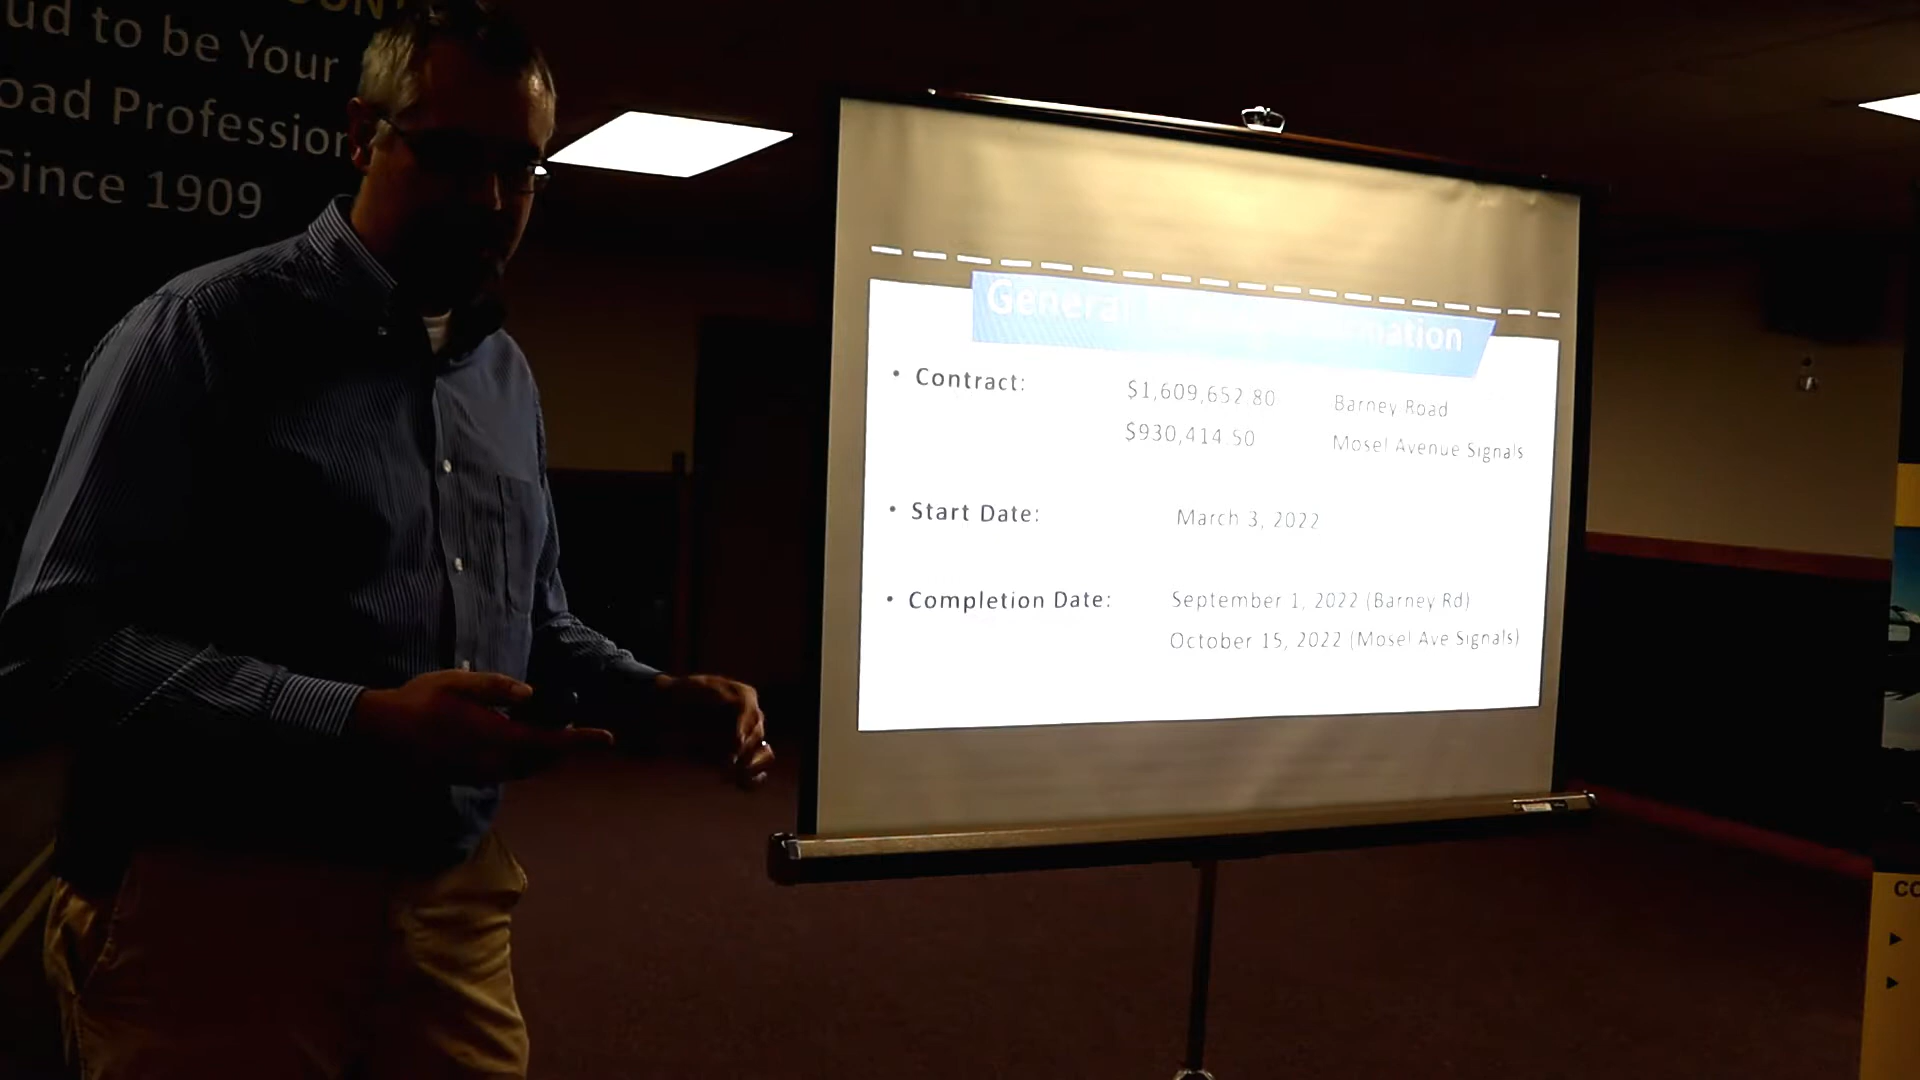 ud to be Your
oad Profession
Since 1909
General
• Contract: $1,609,652.80 Barney Road
$930,414.50 Mosel Avenue Signals
• Start Date: March 3, 2022
• Completion Date: September 1, 2022 (Barney Rd)
October 15, 2022 (Mosel Ave Signals)